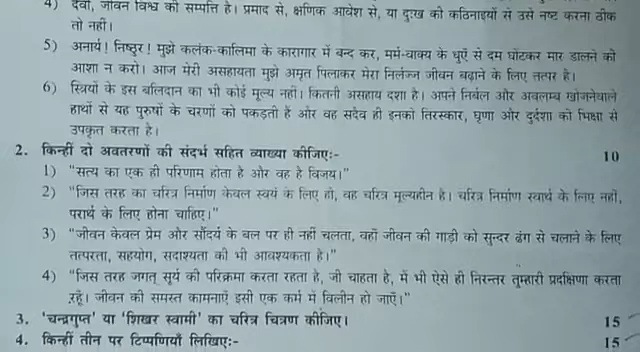 4) देवी, जीवन विश्व की सम्पत्ति है। प्रमाद से, क्षणिक आवेश से, या दुःख की कठिनाइयों से उसे नष्ट करना ठीक
तो नहीं।
5) अनार्य! निष्ठुर! मुझे कलंक-कालिमा के कारागार में बन्द कर, मर्म-वाक्य के धुएँ से दम घोंटकर मार डालने की
आशा न करो। आज मेरी असहायता मुझे अमृत पिलाकर मेरा निर्लज्ज जीवन बढ़ाने के लिए तत्पर है।
6) स्त्रियों के इस बलिदान का भी कोई मूल्य नहीं। कितनी असहाय दशा है। अपने निर्बल और अवलम्ब खोजनेवाले
हाथों से यह पुरुषों के चरणों को पकड़ती है और वह सदैव ही इनको तिरस्कार, घृणा और दुर्दशा की भिक्षा से
उपकृत करता है।
2. किन्हीं दो अवतरणों की संदर्भ सहित व्याख्या कीजिए:- 10
1) "सत्य का एक ही परिणाम होता है और वह है विजय।"
2) "जिस तरह का चरित्र निर्माण केवल स्वयं के लिए हो, वह चरित्र मूल्यहीन है। चरित्र निर्माण स्वार्थ के लिए नहीं,
परार्थ के लिए होना चाहिए।"
3) "जीवन केवल प्रेम और सौंदर्य के बल पर ही नहीं चलता, वहाँ जीवन की गाड़ी को सुन्दर ढंग से चलाने के लिए
तत्परता, सहयोग, सदाश्यता की भी आवश्यकता है।"
4) "जिस तरह जगत् सूर्य की परिक्रमा करता रहता है, जी चाहता है, में भी ऐसे ही निरन्तर तुम्हारी प्रदक्षिणा करता
रहूँ। जीवन की समस्त कामनाएँ इसी एक कर्म में विलीन हो जाएँ।"
3. 'चन्द्रगुप्त' या 'शिखर स्वामी' का चरित्र चित्रण कीजिए। 15
4. किन्हीं तीन पर टिप्पणियाँ लिखिए:- 15